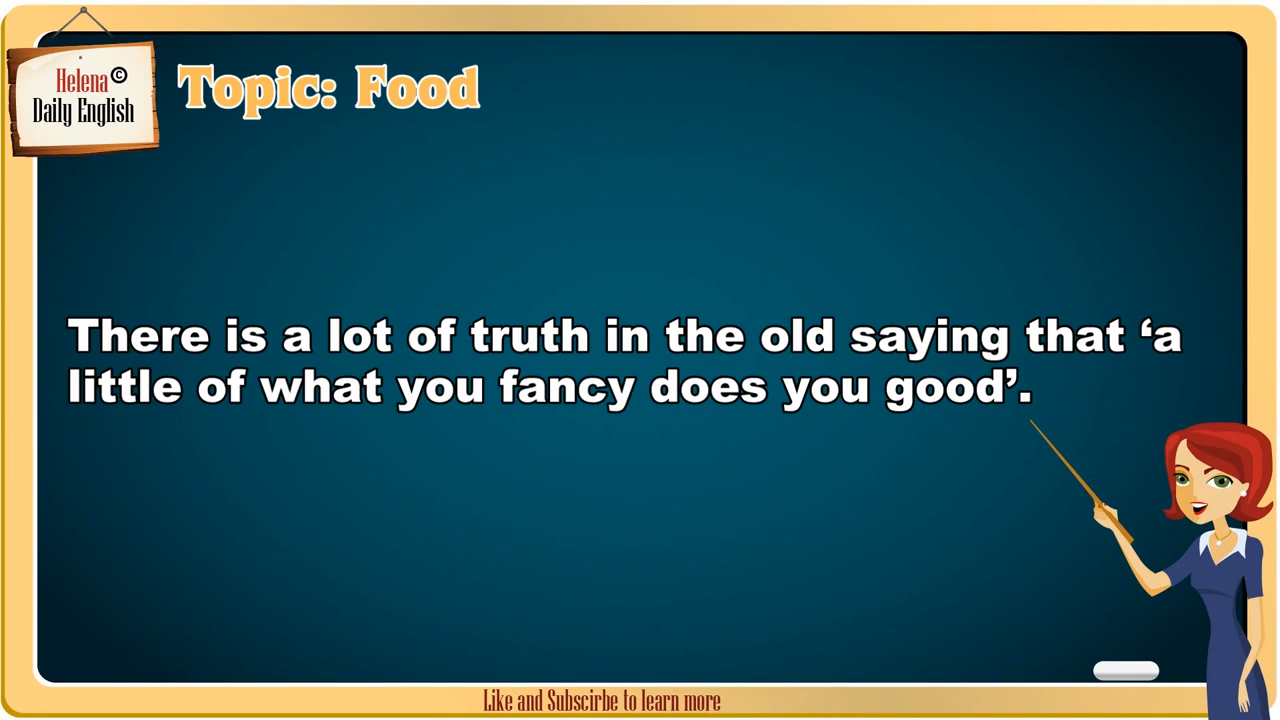 Helena©
Daily English
Topic: Food
There is a lot of truth in the old saying that ‘a
little of what you fancy does you good’.
Like and Subscirbe to learn more